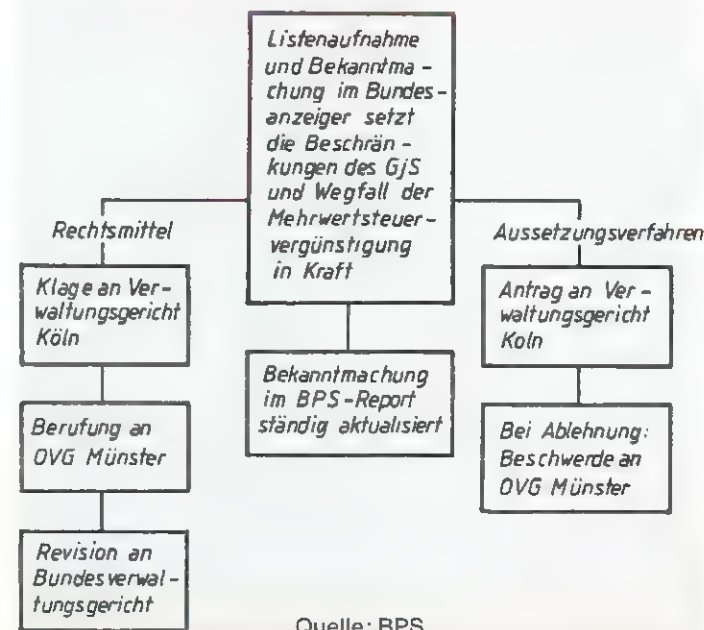 Listenaufnahme
und Bekanntma-
chung im Bundes-
anzeiger setzt
die Beschrän-
kungen des GjS
und Wegfall der
Mehrwertsteuer-
vergünstigung
in Kraft
Rechtsmittel
Klage an Ver-
waltungsgericht
Köln
Berufung an
OVG Münster
Revision an
Bundesverwal-
tungsgericht
Bekanntmachung
im BPS-Report
ständig aktualisiert
Aussetzungsverfahren
Antrag an Ver-
waltungsgericht
Koln
Bei Ablehnung:
Beschwerde an
OVG Münster
Quelle: BPS